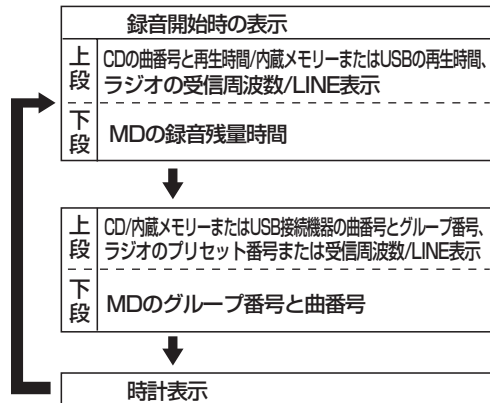 録音開始時の表示
上段
CDの曲番号と再生時間/内蔵メモリーまたはUSBの再生時間、
ラジオの受信周波数/LINE表示
下段
MDの録音残量時間
上段
CD/内蔵メモリーまたはUSB接続機器の曲番号とグループ番号、
ラジオのプリセット番号または受信周波数/LINE表示
下段
MDのグループ番号と曲番号
時計表示